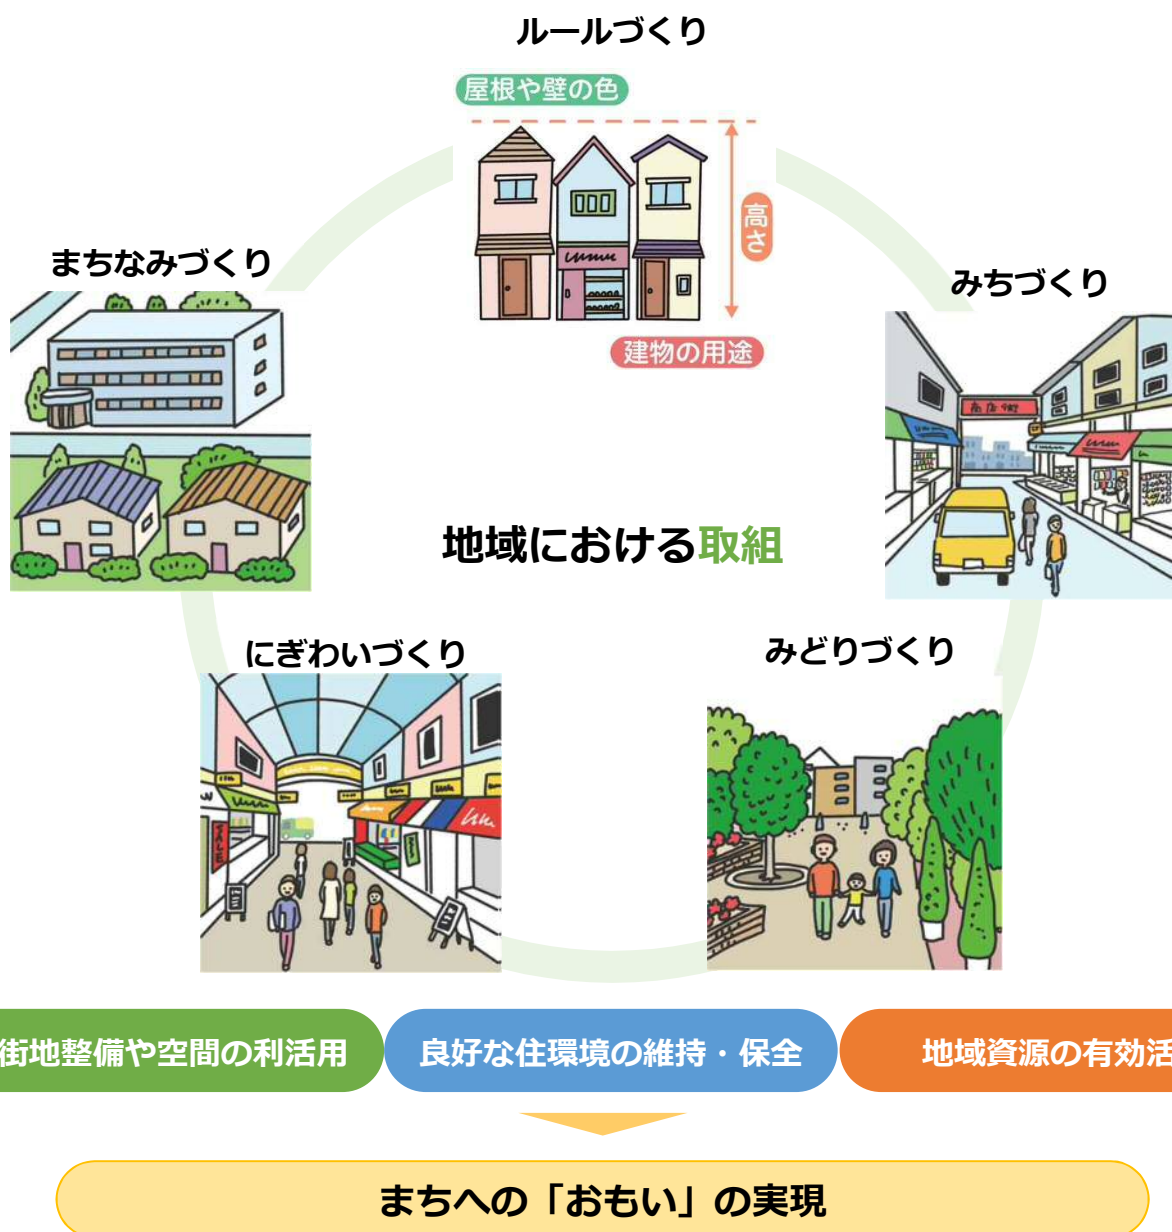 ルールづくり
屋根や壁の色
高さ
建物の用途
まちなみづくり
みちづくり
商店街
地域における取組
にぎわいづくり
みどりづくり
SALE
街地整備や空間の利活用
良好な住環境の維持・保全
地域資源の有効活
まちへの「おもい」の実現